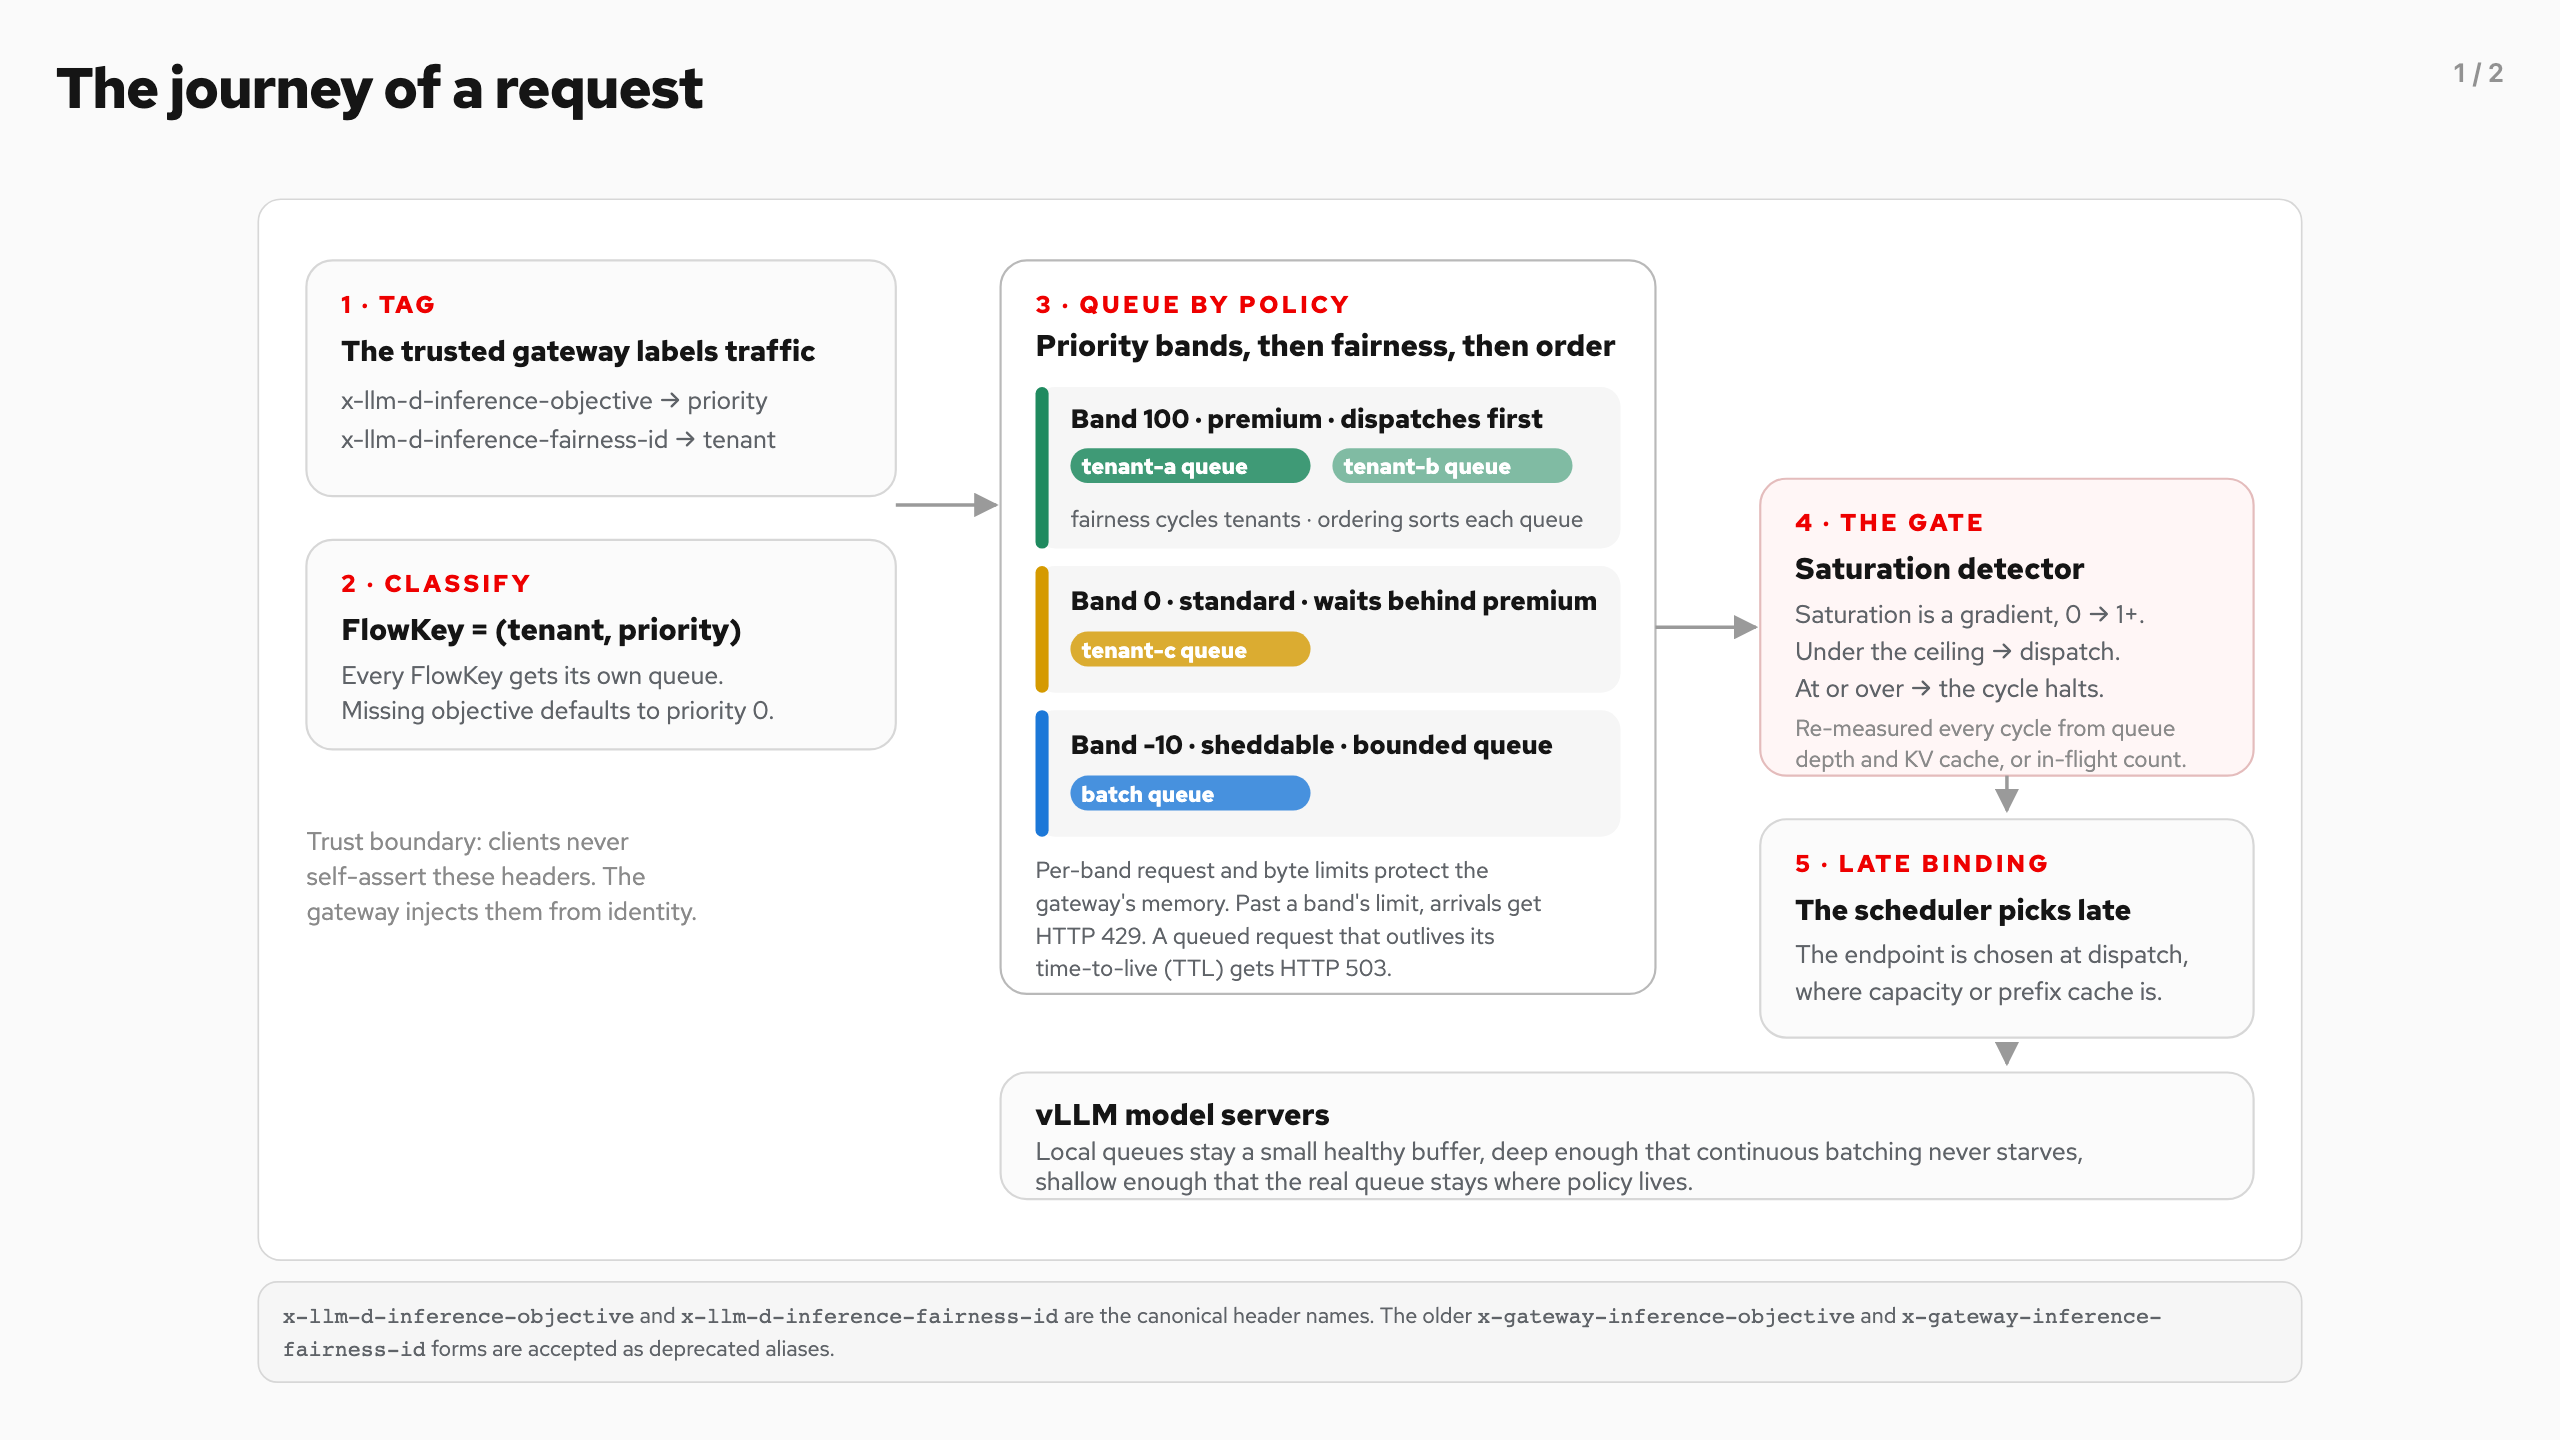 The journey of a request
1 / 2
1 · TAG
The trusted gateway labels traffic
x-llm-d-inference-objective → priority
x-llm-d-inference-fairness-id → tenant
2 · CLASSIFY
FlowKey = (tenant, priority)
Every FlowKey gets its own queue.
Missing objective defaults to priority 0.
Trust boundary: clients never
self-assert these headers. The
gateway injects them from identity.
3 · QUEUE BY POLICY
Priority bands, then fairness, then order
Band 100 · premium · dispatches first
tenant-a queue
tenant-b queue
fairness cycles tenants · ordering sorts each queue
Band 0 · standard · waits behind premium
tenant-c queue
Band -10 · sheddable · bounded queue
batch queue
Per-band request and byte limits protect the
gateway's memory. Past a band's limit, arrivals get
HTTP 429. A queued request that outlives its
time-to-live (TTL) gets HTTP 503.
4 · THE GATE
Saturation detector
Saturation is a gradient, 0 → 1+.
Under the ceiling → dispatch.
At or over → the cycle halts.
Re-measured every cycle from queue
depth and KV cache, or in-flight count.
5 · LATE BINDING
The scheduler picks late
The endpoint is chosen at dispatch,
where capacity or prefix cache is.
vLLM model servers
Local queues stay a small healthy buffer, deep enough that continuous batching never starves,
shallow enough that the real queue stays where policy lives.
x-llm-d-inference-objective and x-llm-d-inference-fairness-id are the canonical header names. The older x-gateway-inference-objective and x-gateway-inference-
fairness-id forms are accepted as deprecated aliases.